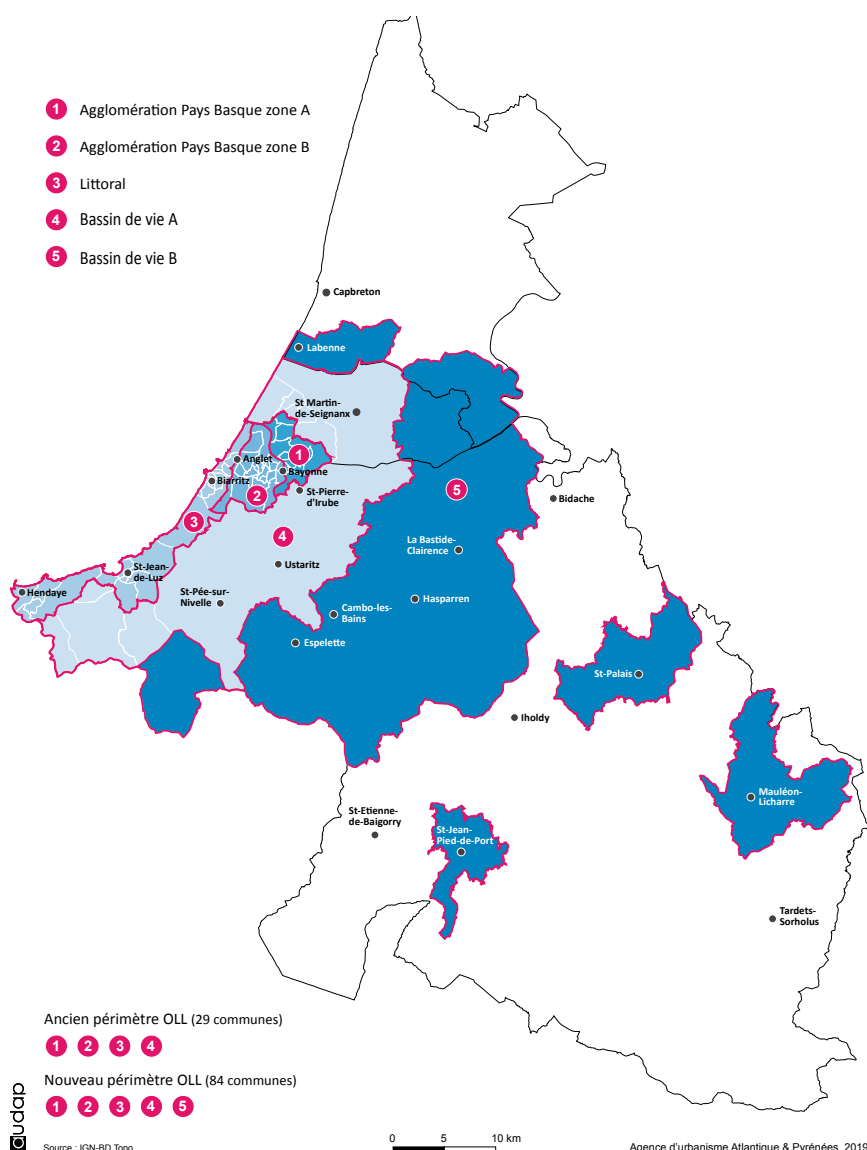 1 Agglomération Pays Basque zone A
2 Agglomération Pays Basque zone B
3 Littoral
4 Bassin de vie A
5 Bassin de vie B
Capbreton
Labenne
St Martin-
de-Seignanx
1
Anglet
Bayonne
Biarritz
2
St-Pierre-
d'Irube
5
Bidache
3
4
La Bastide-
Clairence
St-Jean-
de-Luz
Ustaritz
Hendaye
St-Pée-sur-
Nivelle
Hasparren
Cambo-les-
Bains
Espelette
St-Palais
Iholdy
Mauléon-
Licharre
St-Etienne-
de-Baigorry
St-Jean-
Pied-de-Port
Tardets-
Sorholus
Ancien périmètre OLL (29 communes)
1 2 3 4
Nouveau périmètre OLL (84 communes)
1 2 3 4 5
audap
Source : IGN-BD Topo
0 5 10 km
Agence d'urbanisme Atlantique & Pyrénées, 2019